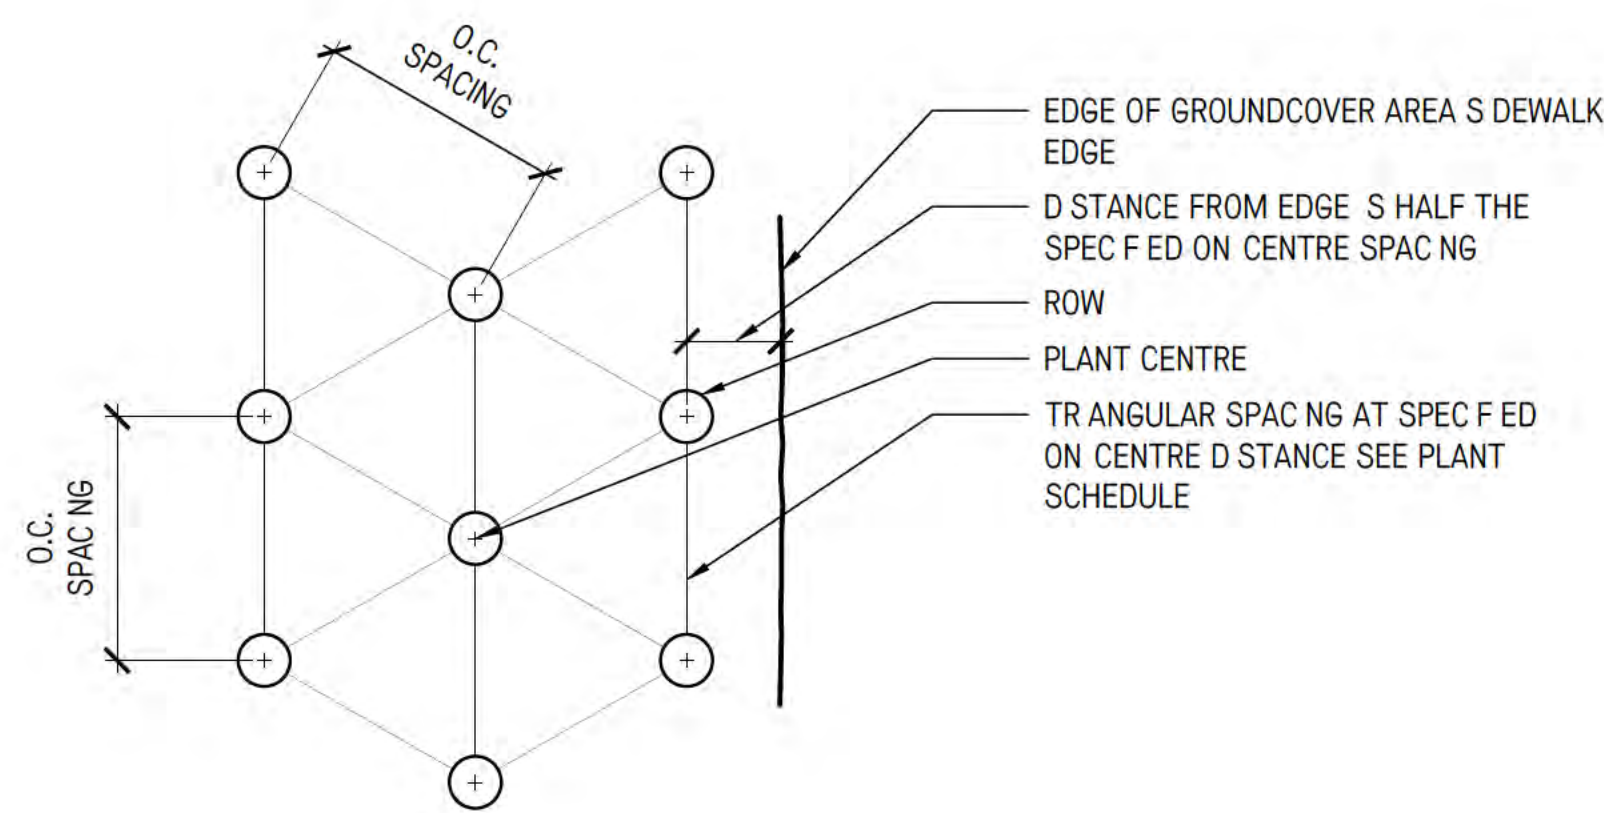 O.C.
SPACING
EDGE OF GROUNDCOVER AREA S DEWALK
EDGE
D STANCE FROM EDGE S HALF THE
SPEC F ED ON CENTRE SPAC NG
ROW
PLANT CENTRE
TR ANGULAR SPAC NG AT SPEC F ED
ON CENTRE D STANCE SEE PLANT
SCHEDULE
O.C.
SPAC NG